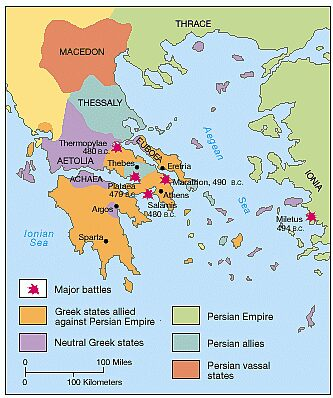 THRACE
MACEDON
THESSALY
Aegean
Sea
Thermopylae
480 B.C.
EUBOEA
AETOLIA
Thebes
Eretria
IONIA
ACHAEA
Plataea
479 B.C.
Marathon, 490 B.C.
Athens
Salamis
480 B.C.
Argos
Miletus
494 B.C.
Ionian
Sea
Sparta
Major battles
Greek states allied
against Persian Empire
Neutral Greek states
0 100 Miles
0 100 Kilometers
Persian Empire
Persian allies
Persian vassal
states